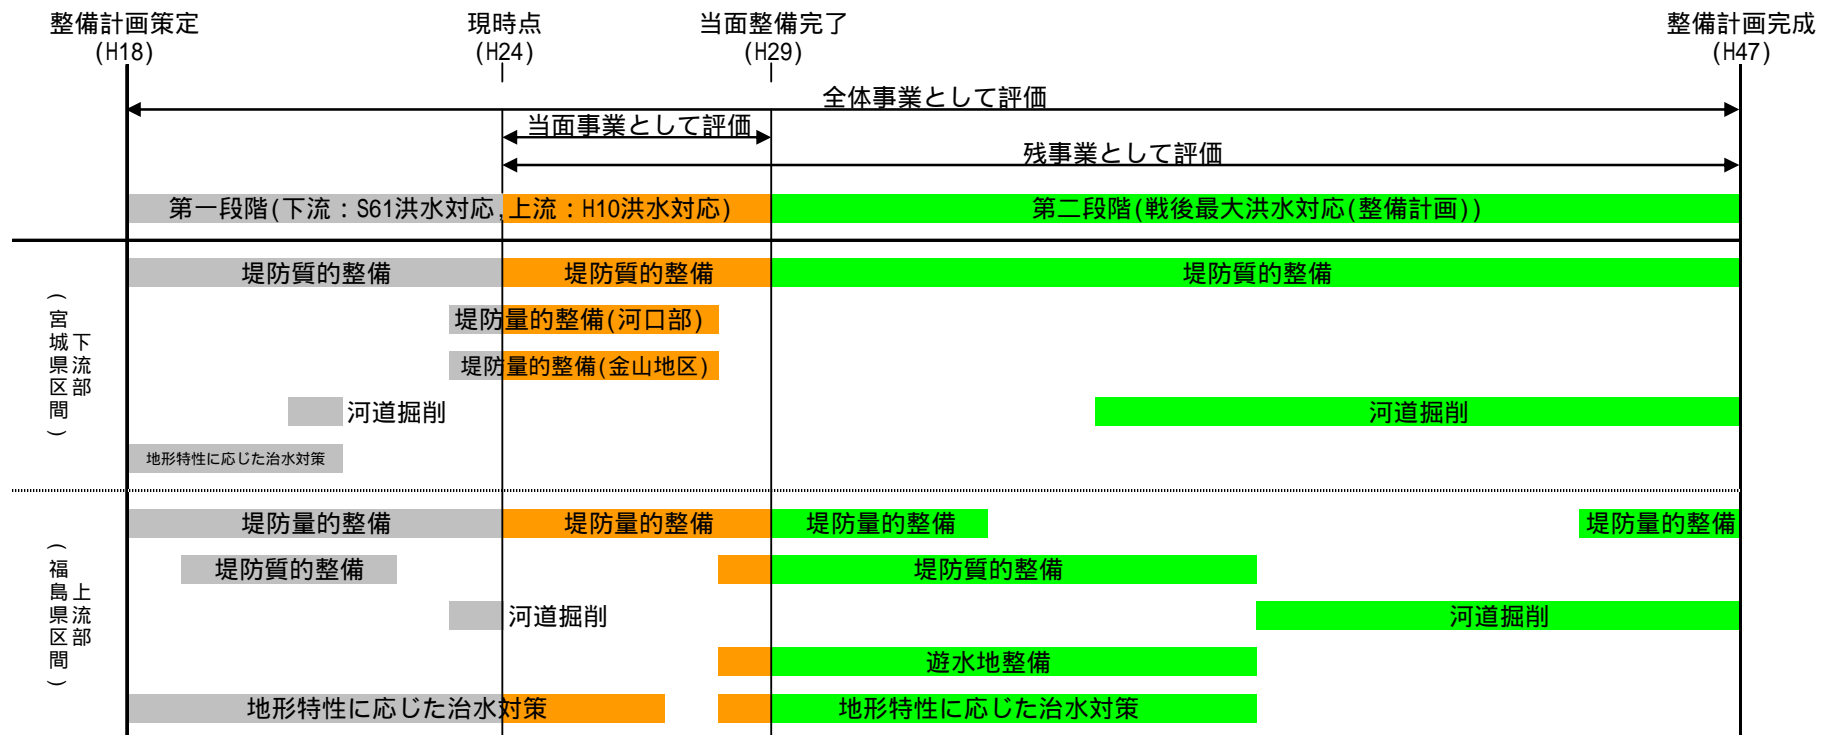 整備計画策定
(H18)
現時点
(H24)
当面整備完了
(H29)
整備計画完成
(H47)
全体事業として評価
当面事業として評価
残事業として評価
第一段階(下流：S61洪水対応,上流：H10洪水対応)
第二段階(戦後最大洪水対応(整備計画))
下流部
(宮城県区間)
堤防質的整備
堤防質的整備
堤防質的整備
堤防量的整備(河口部)
堤防量的整備(金山地区)
河道掘削
河道掘削
地形特性に応じた治水対策
上流部
(福島県区間)
堤防量的整備
堤防量的整備
堤防量的整備
堤防量的整備
堤防質的整備
堤防質的整備
河道掘削
河道掘削
遊水地整備
地形特性に応じた治水対策
地形特性に応じた治水対策